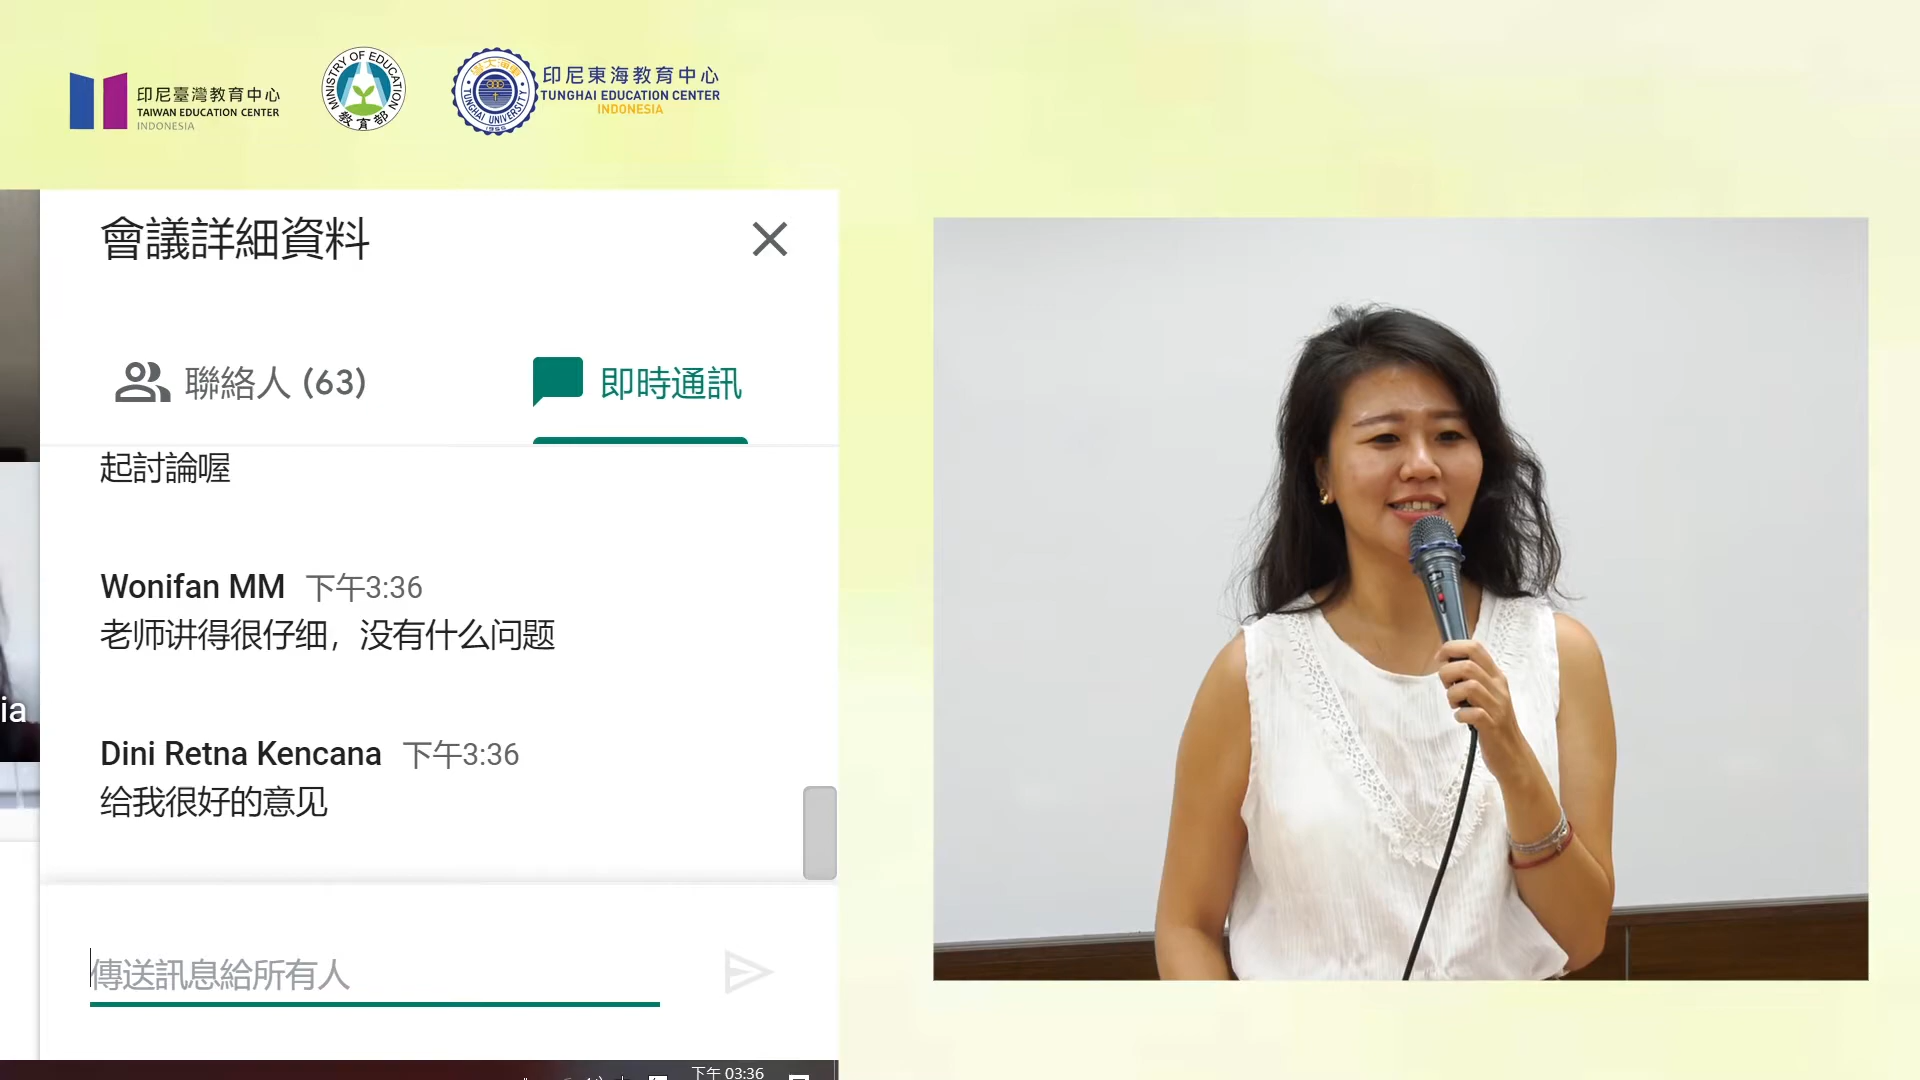 印尼臺灣教育中心
TAIWAN EDUCATION CENTER
INDONESIA
MINISTRY OF EDUCATION
教育部
東海大學
TUNGHAI UNIVERSITY
1955
印尼東海教育中心
TUNGHAI EDUCATION CENTER
INDONESIA
會議詳細資料
聯絡人 (63)
即時通訊
起討論喔
Wonifan MM 下午3:36
老师讲得很仔细，没有什么问题
ia
Dini Retna Kencana 下午3:36
给我很好的意见
傳送訊息給所有人
下午 03:36